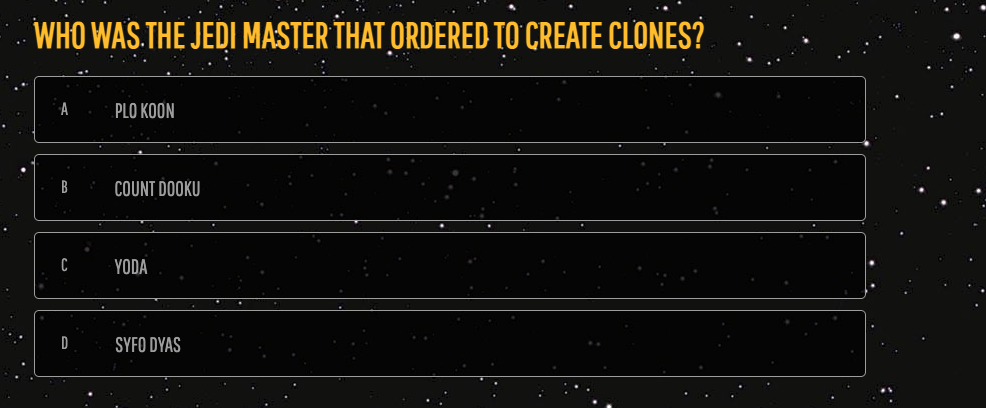 WHO WAS THE JEDI MASTER THAT ORDERED TO CREATE CLONES?
A PLO KOON
B COUNT DOOKU
C YODA
D SYFO DYAS